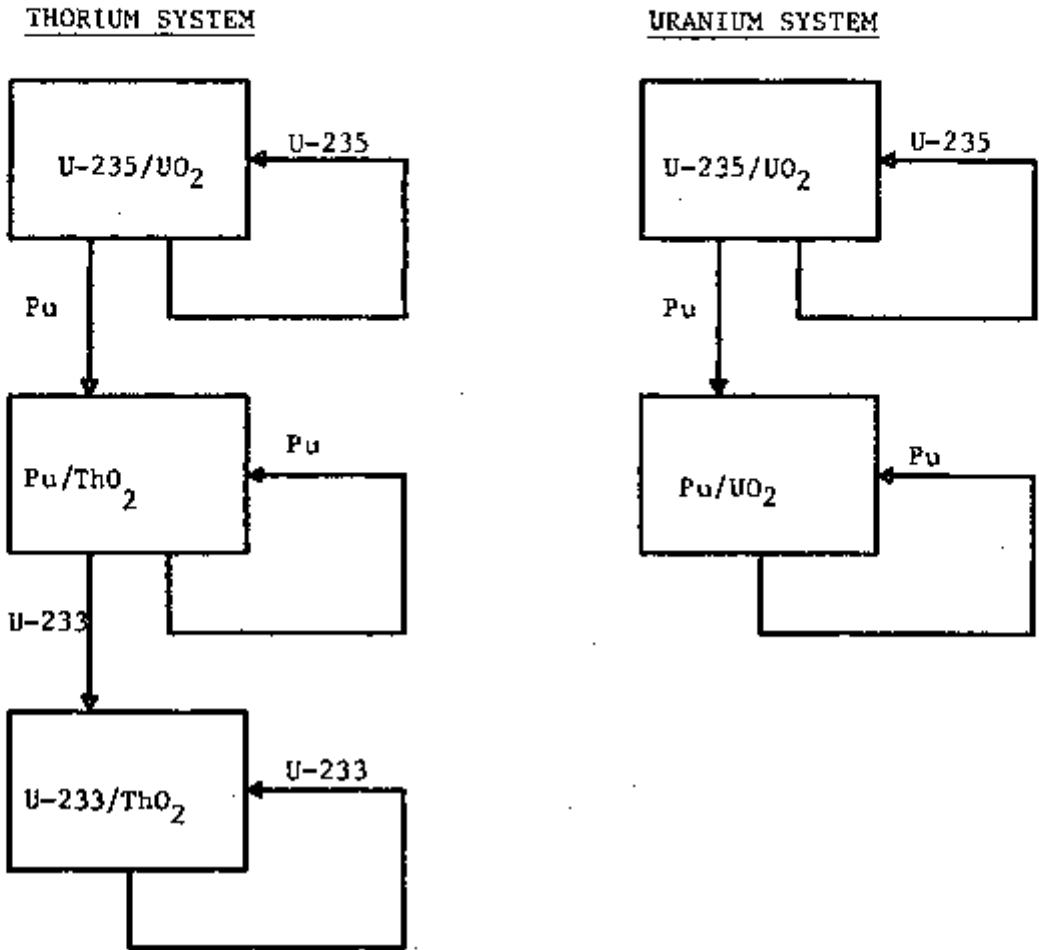 THORIUM SYSTEM
U-235/UO2
U-235
Pu
Pu/ThO2
Pu
U-233
U-233/ThO2
U-233
URANIUM SYSTEM
U-235/UO2
U-235
Pu
Pu/UO2
Pu